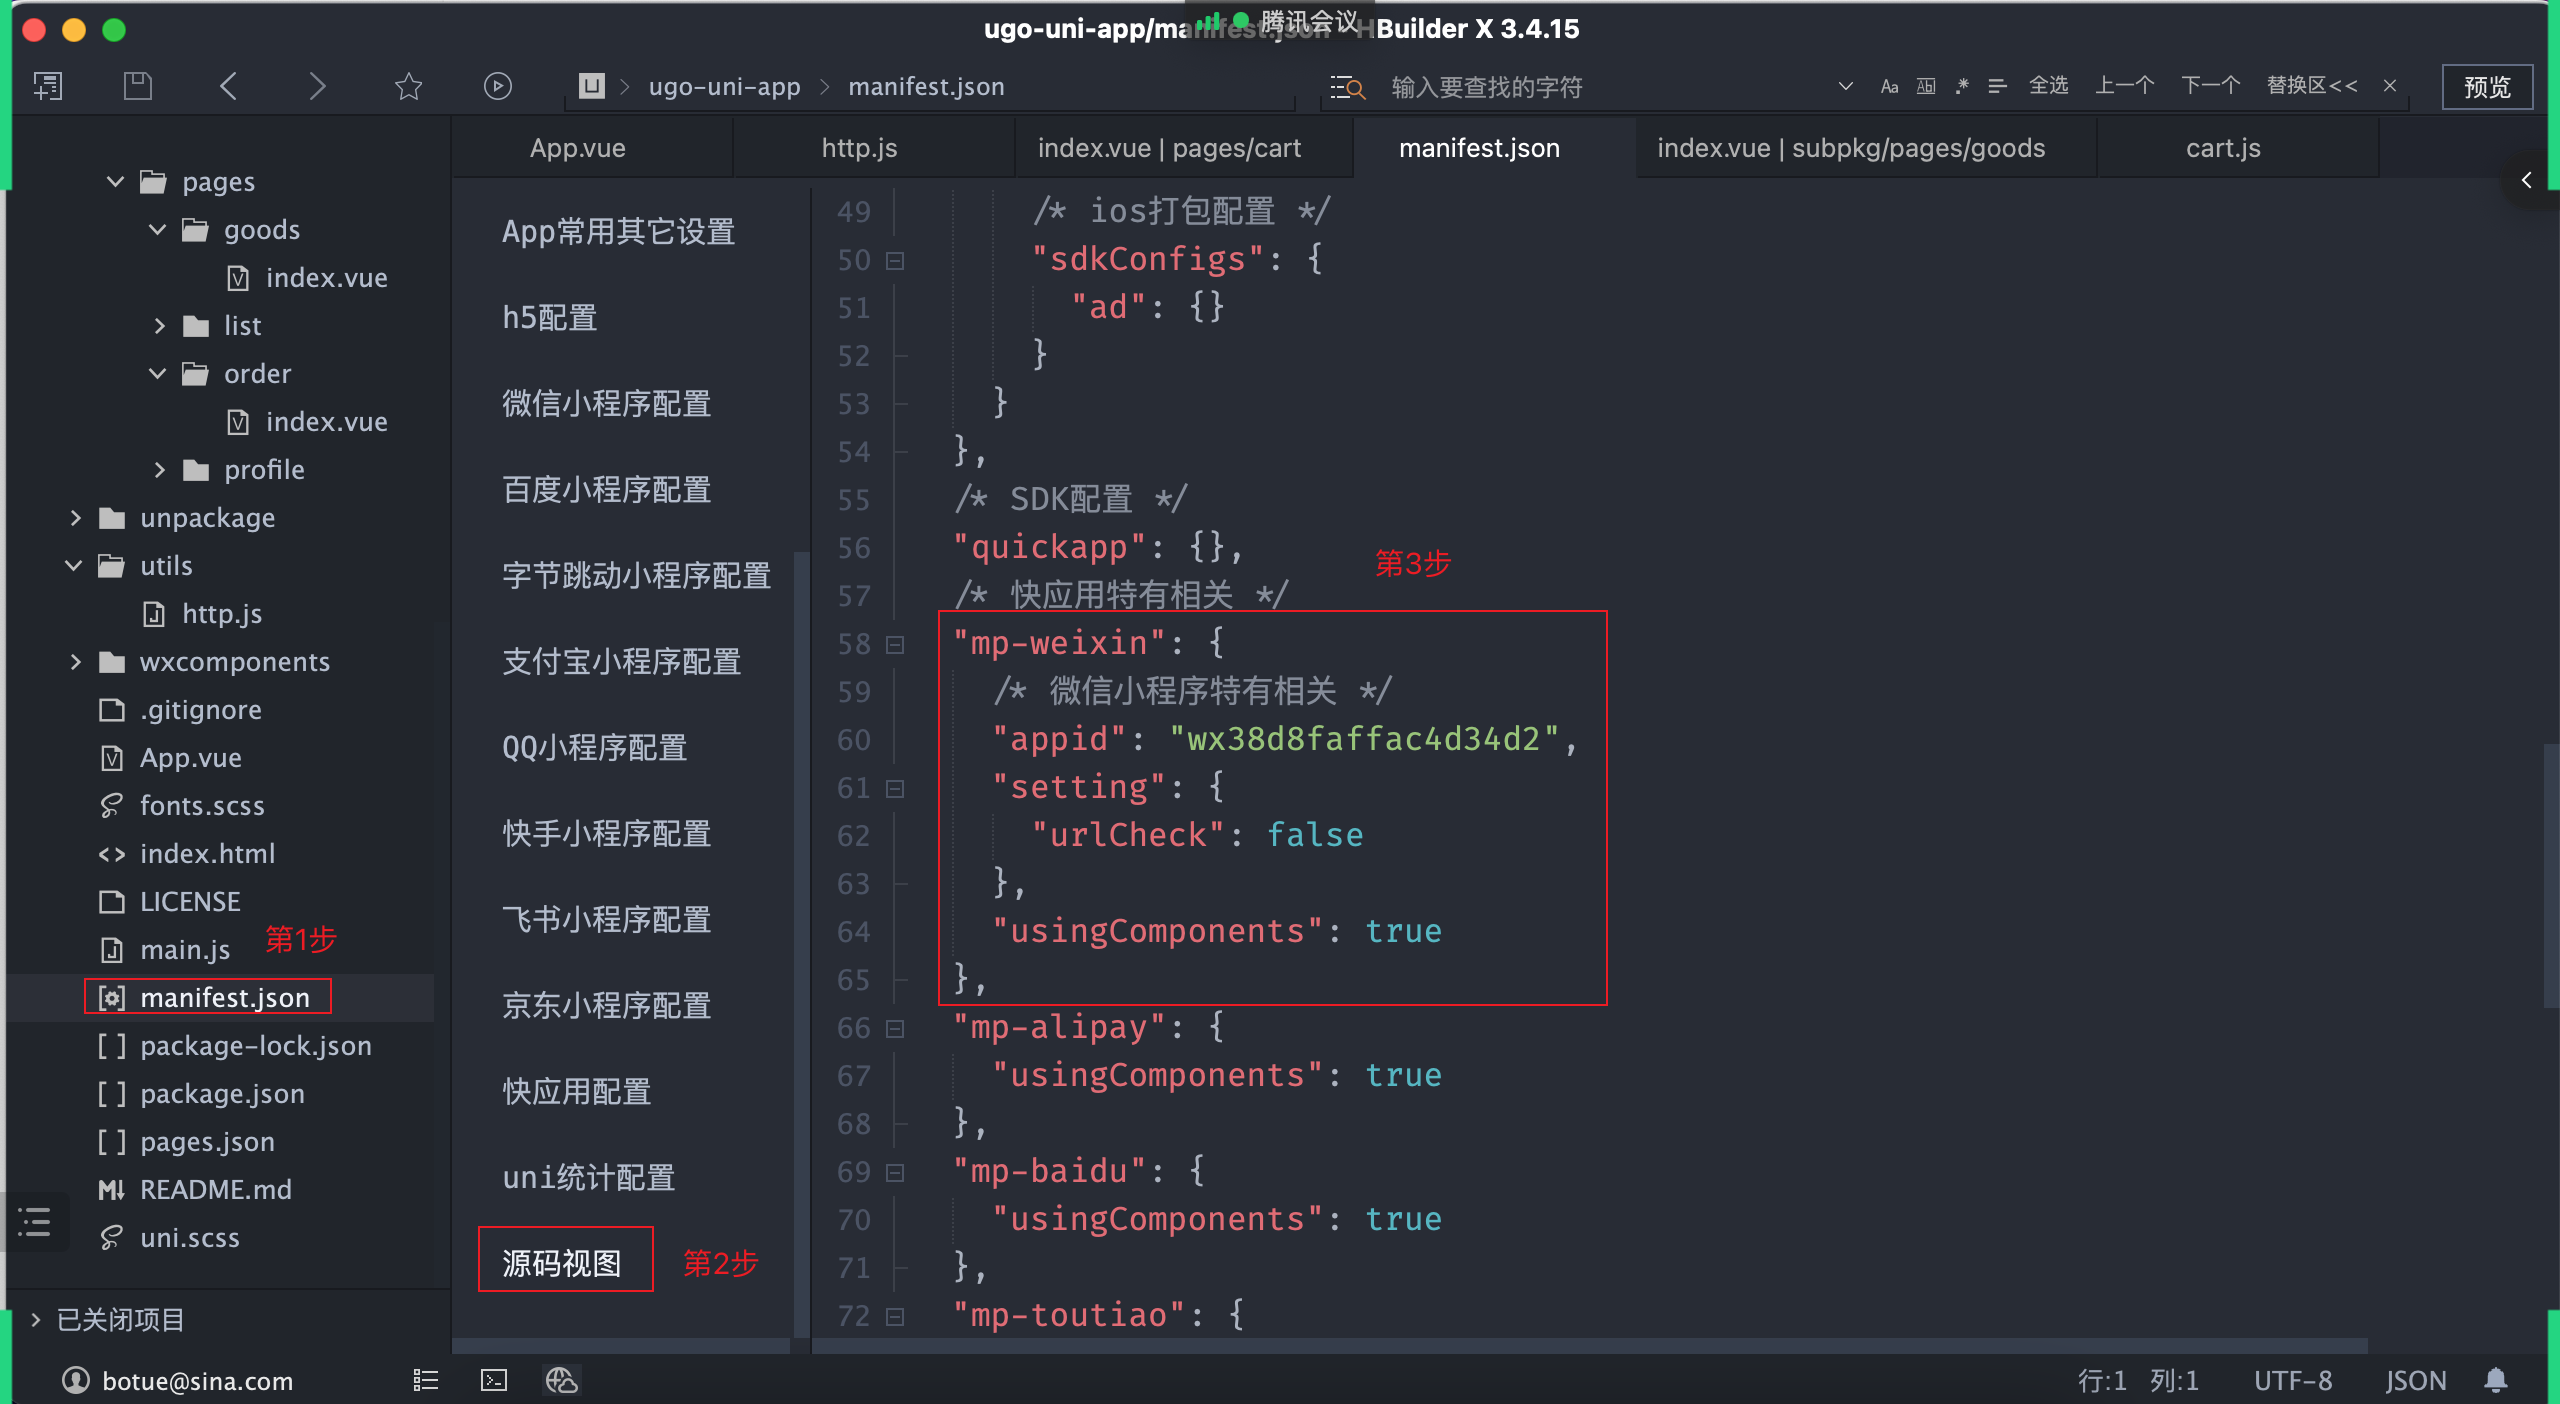 ugo-uni-app/manifest.json - HBuilder X 3.4.15
腾讯会议
ugo-uni-app
manifest.json
输入要查找的字符
Aa
Ab
.*
全选
上一个
下一个
替换区<<
预览
App.vue
http.js
index.vue | pages/cart
manifest.json
index.vue | subpkg/pages/goods
cart.js
pages
goods
index.vue
list
order
index.vue
profile
unpackage
utils
http.js
wxcomponents
.gitignore
App.vue
fonts.scss
index.html
LICENSE
main.js
第1步
manifest.json
package-lock.json
package.json
pages.json
README.md
uni.scss
已关闭项目
App常用其它设置
h5配置
微信小程序配置
百度小程序配置
字节跳动小程序配置
支付宝小程序配置
QQ小程序配置
快手小程序配置
飞书小程序配置
京东小程序配置
快应用配置
uni统计配置
源码视图
第2步
49 /* ios打包配置 */
50 "sdkConfigs": {
51 "ad": {}
52 }
53 }
54 },
55 /* SDK配置 */
56 "quickapp": {},
第3步
57 /* 快应用特有相关 */
58 "mp-weixin": {
59 /* 微信小程序特有相关 */
60 "appid": "wx38d8faffac4d34d2",
61 "setting": {
62 "urlCheck": false
63 },
64 "usingComponents": true
65 },
66 "mp-alipay": {
67 "usingComponents": true
68 },
69 "mp-baidu": {
70 "usingComponents": true
71 },
72 "mp-toutiao": {
botue@sina.com
行:1 列:1
UTF-8
JSON